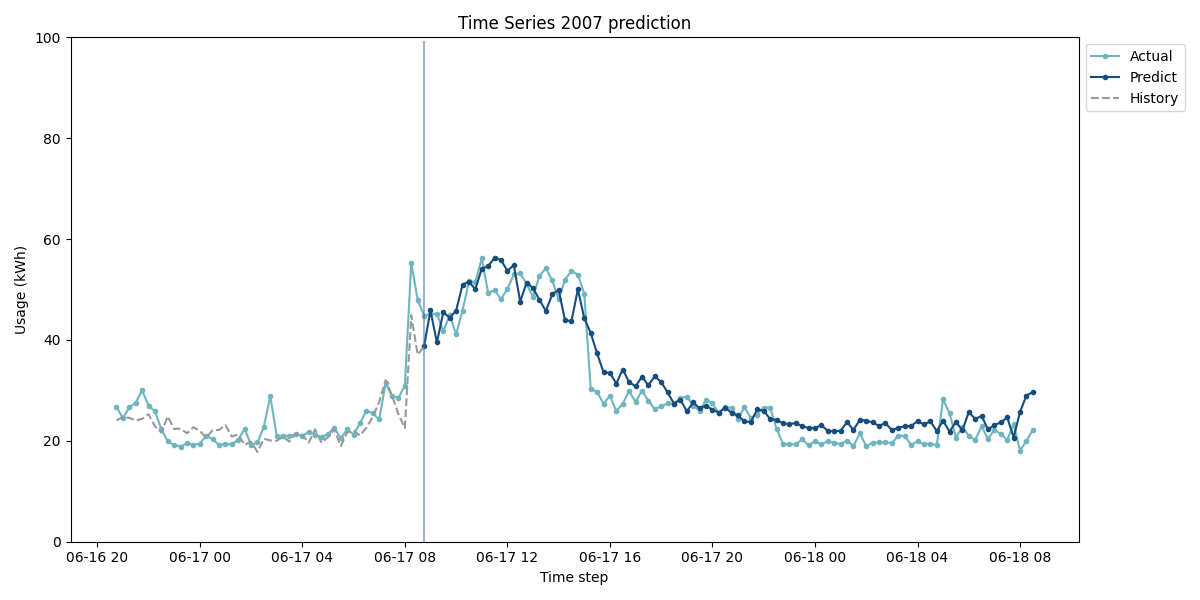 Time Series 2007 prediction
100
80
60
40
20
0
Usage (kWh)
06-16 20
06-17 00
06-17 04
06-17 08
06-17 12
06-17 16
06-17 20
06-18 00
06-18 04
06-18 08
Time step
Actual
Predict
History